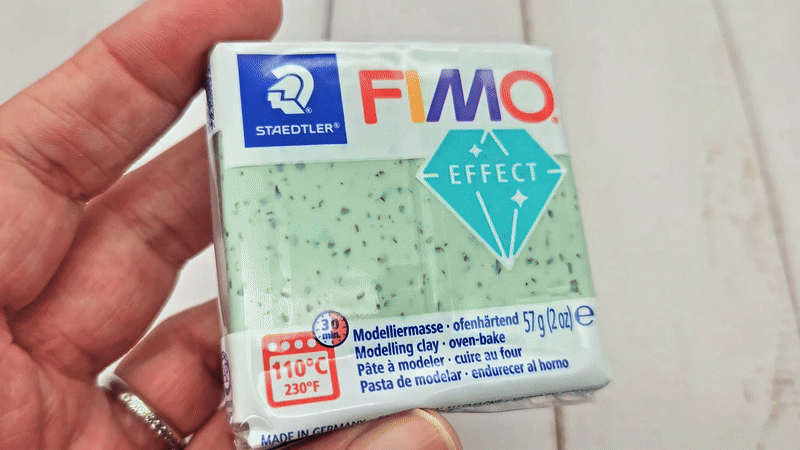 STAEDTLER®
FIMO®
EFFECT
30 min.
110°C
230°F
Modelliermasse · ofenhärtend
Modelling clay · oven-bake
Pâte à modeler · cuire au four
Pasta de modelar · endurecer al horno
57 g (2 oz) e
MADE IN GERMANY